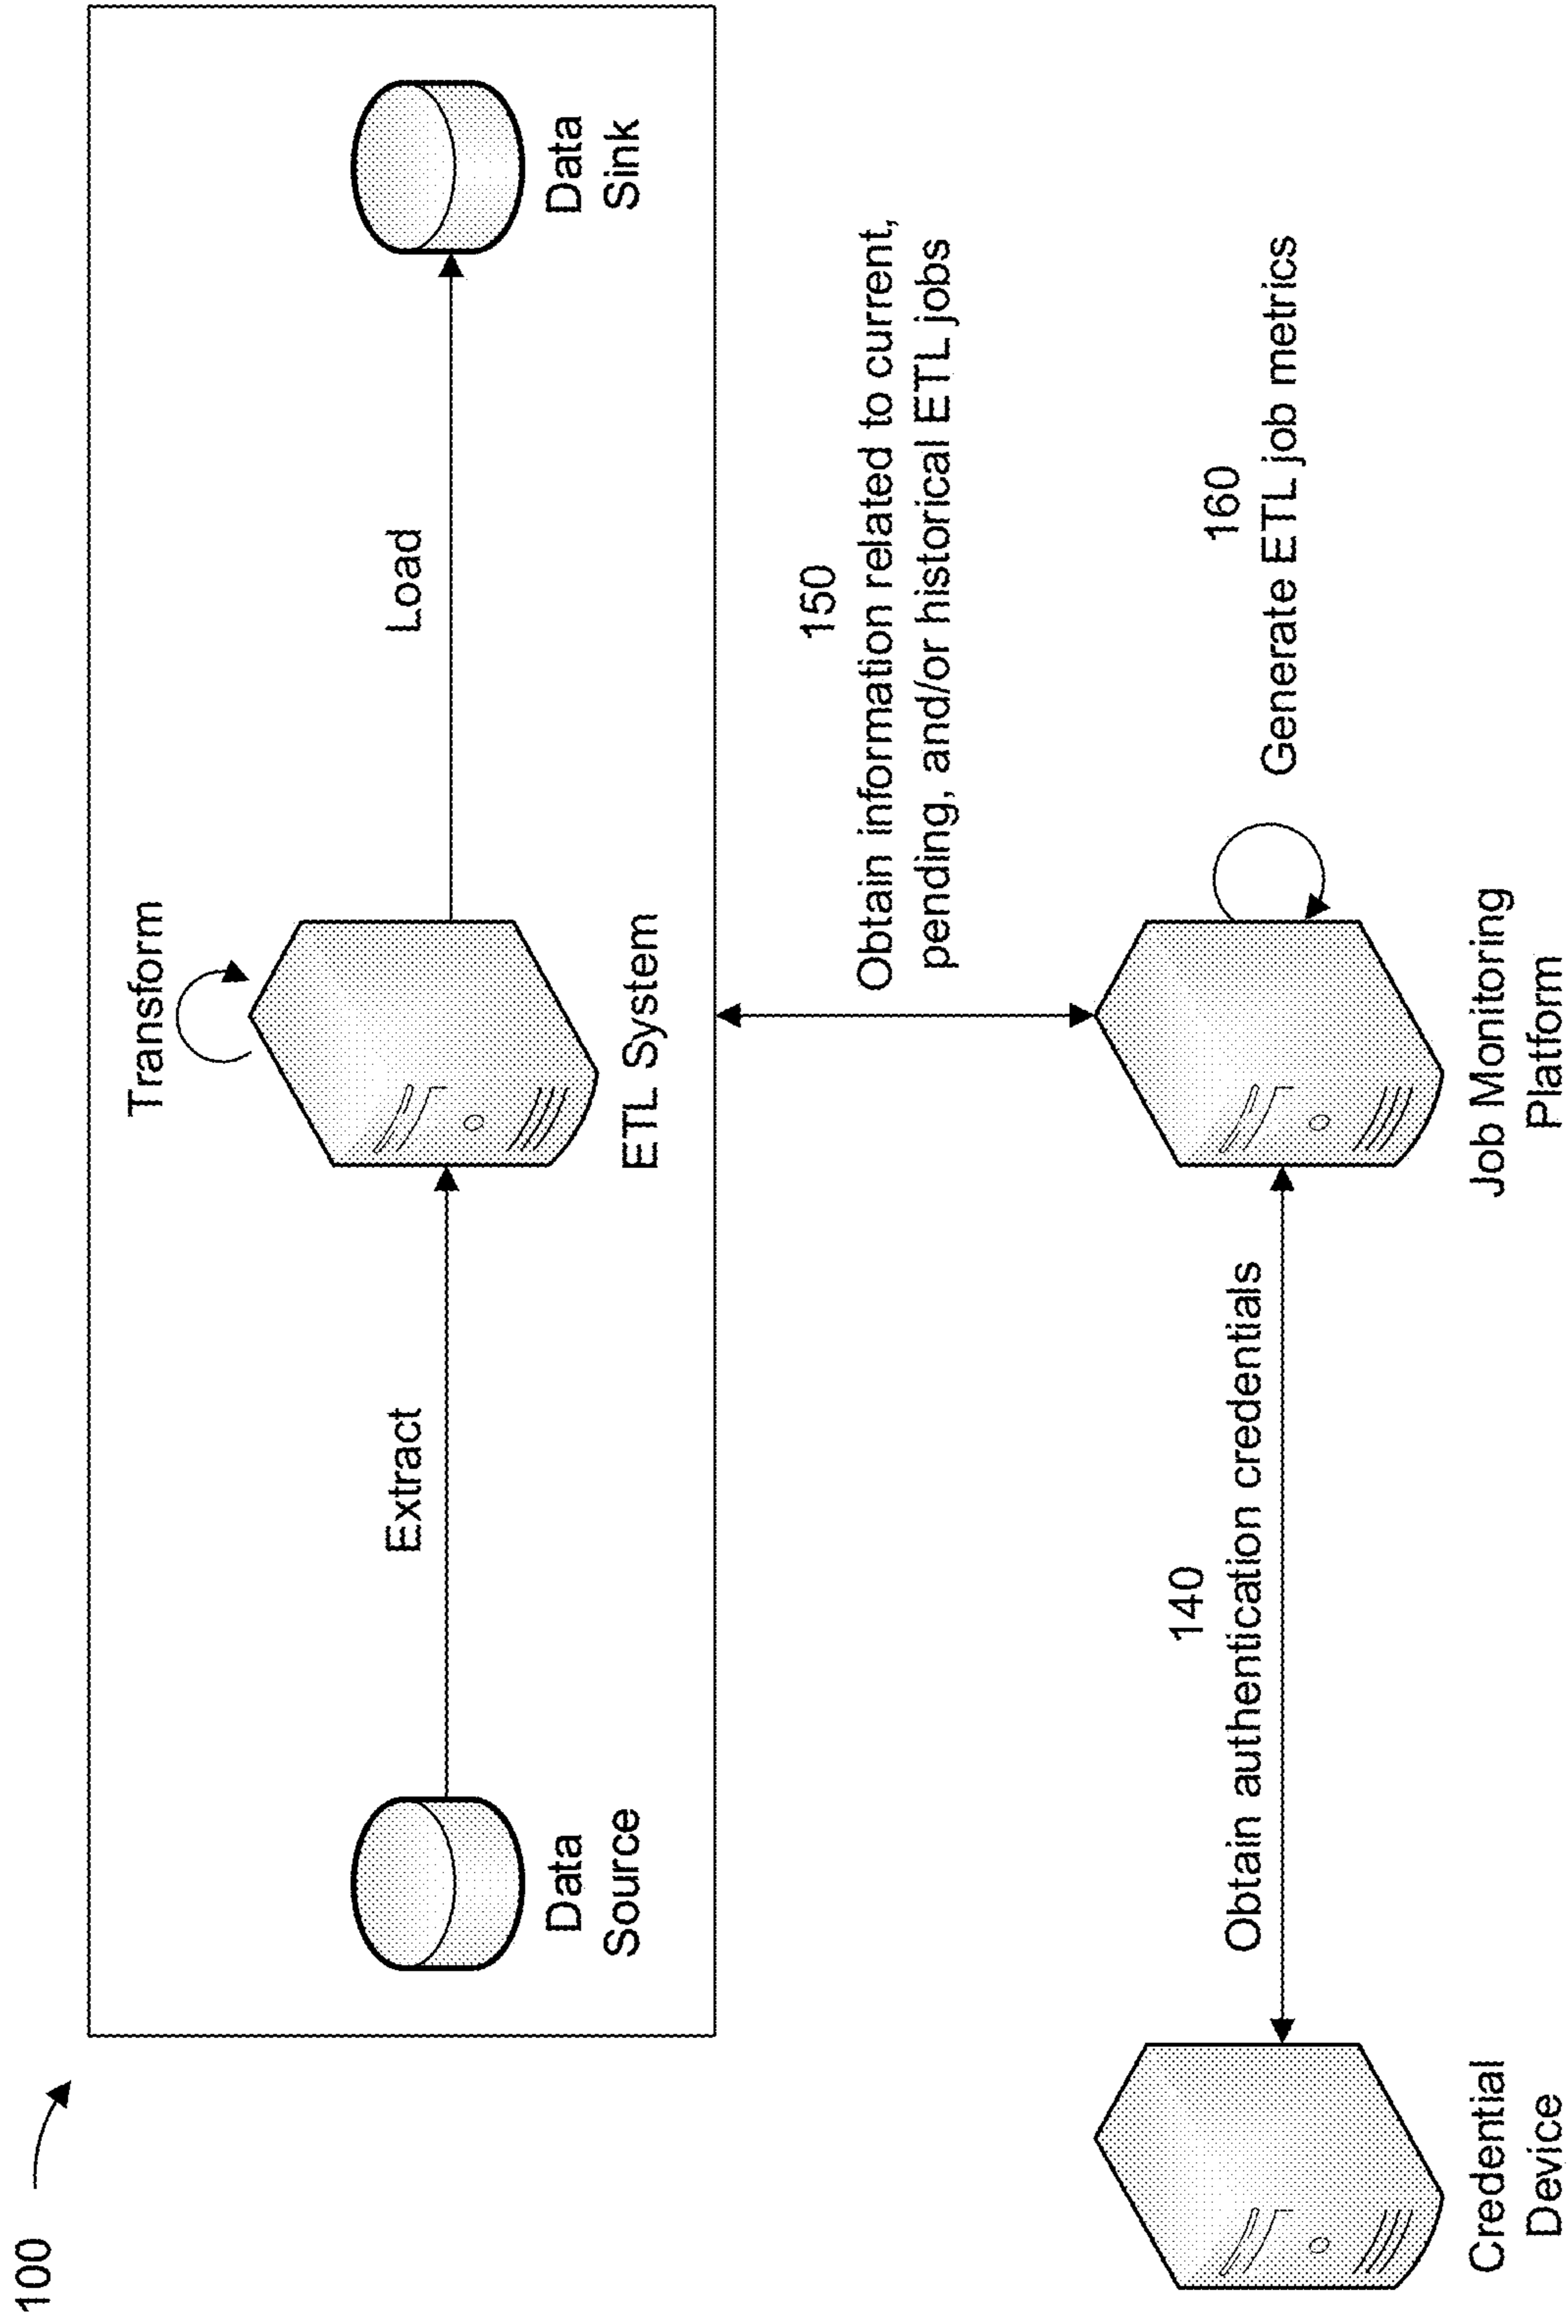 100
Transform
Extract
Load
Data
Source
ETL System
Data
Sink
150
Obtain information related to current,
pending, and/or historical ETL jobs
140
Obtain authentication credentials
160
Generate ETL job metrics
Credential
Device
Job Monitoring
Platform